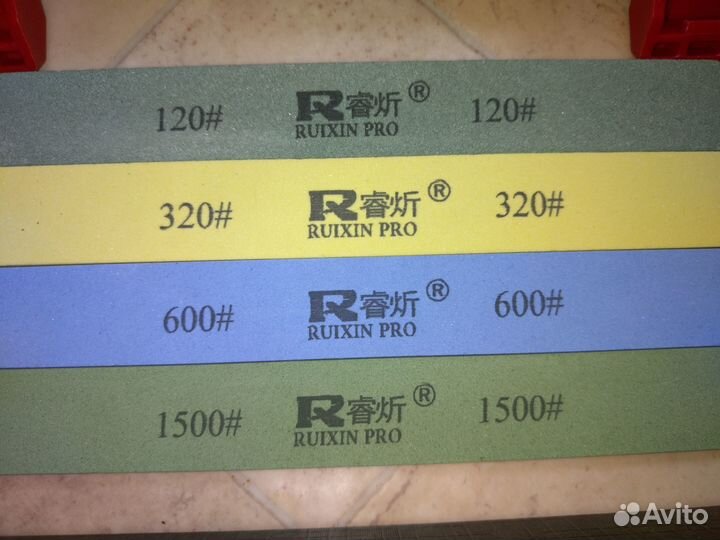 120# R睿炘® 120#
RUIXIN PRO
320# R睿炘® 320#
RUIXIN PRO
600# R睿炘® 600#
RUIXIN PRO
1500# R睿炘® 1500#
RUIXIN PRO
Avito